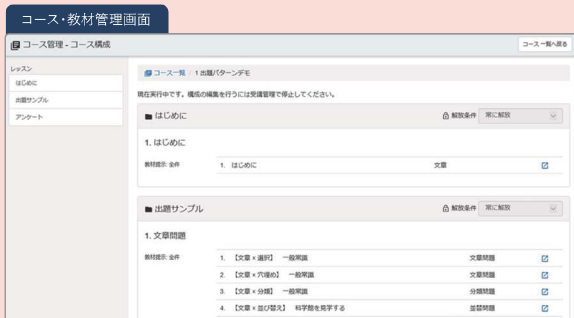 コース・教材管理画面
コース管理 - コース構成
コース一覧へ戻る
レッスン
はじめに
出題サンプル
アンケート
コース一覧 / 1 出題パターンデモ
現在実行中です。構成の編集を行うには受講管理で停止してください。
はじめに 解放条件 常に解放
1. はじめに
教材提示: 全件 1. はじめに 文章
出題サンプル 解放条件 常に解放
1. 文章問題
教材提示: 全件 1. 【文章 × 選択】 一般常識 文章問題
2. 【文章 × 穴埋め】 一般常識 文章問題
3. 【文章 × 分類】 一般常識 分類問題
4. 【文章 × 並び替え】 科学館を見学する 並替問題